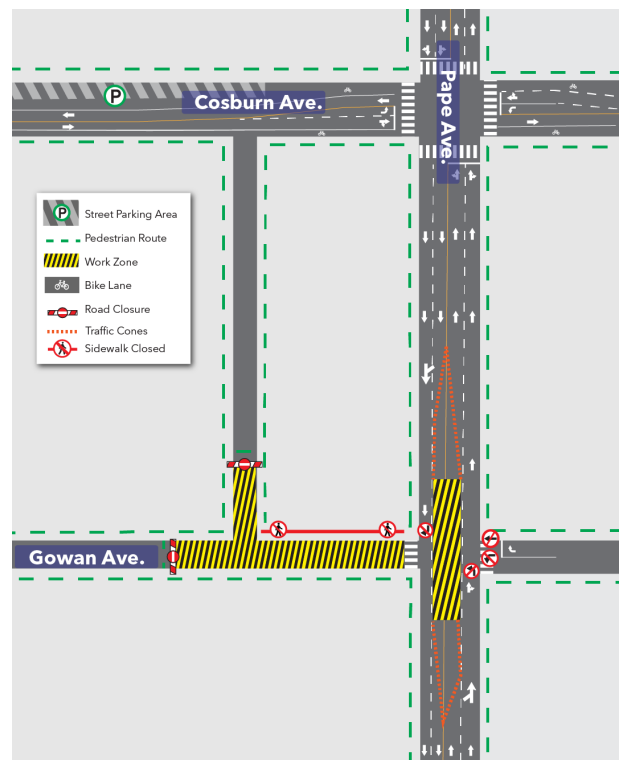 Pape Ave.
P
Cosburn Ave.
P
Street Parking Area
Pedestrian Route
Work Zone
Bike Lane
Road Closure
Traffic Cones
Sidewalk Closed
Gowan Ave.